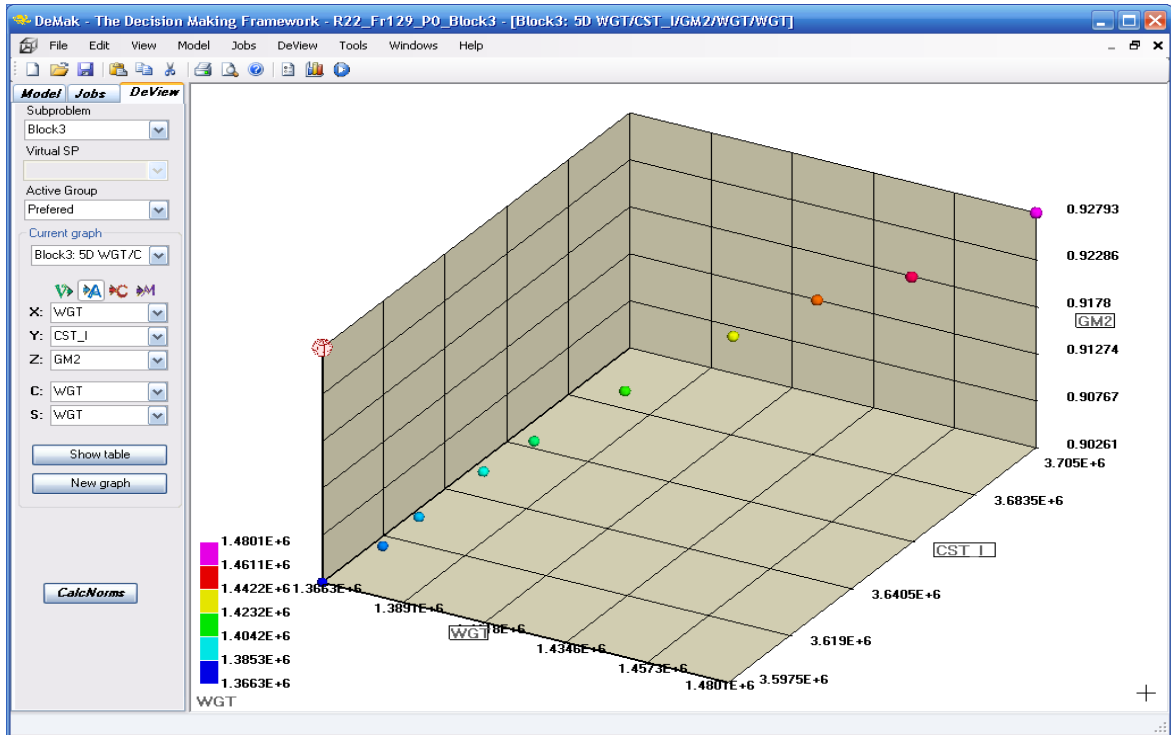 DeMak - The Decision Making Framework - R22_Fr129_P0_Block3 - [Block3: 5D WGT/CST_I/GM2/WGT/WGT]
File Edit View Model Jobs DeView Tools Windows Help
Model Jobs DeView
Subproblem
Block3
Virtual SP
Active Group
Prefered
Current graph
Block3: 5D WGT/C
V A C M
X: WGT
Y: CST_I
Z: GM2
C: WGT
S: WGT
Show table
New graph
CalcNorms
0.92793
0.92286
0.9178
GM2
0.91274
0.90767
0.90261
3.705E+6
3.6835E+6
CST_I
3.6405E+6
3.619E+6
3.5975E+6
1.3663E+6
1.3891E+6
WGT
18E+6
1.4346E+6
1.4573E+6
1.4801E+6
1.4801E+6
1.4611E+6
1.4422E+6
1.4232E+6
1.4042E+6
1.3853E+6
1.3663E+6
WGT